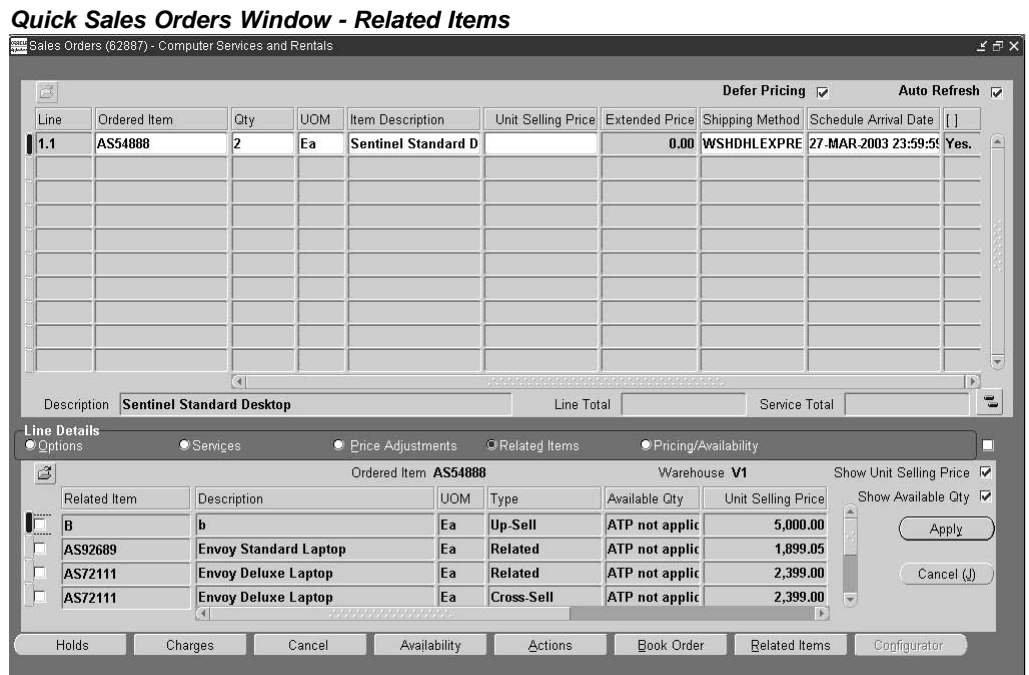 Quick Sales Orders Window - Related Items
Sales Orders (62887) - Computer Services and Rentals
Defer Pricing Auto Refresh
Line Ordered Item Qty UOM Item Description Unit Selling Price Extended Price Shipping Method Schedule Arrival Date [ ]
1.1 AS54888 2 Ea Sentinel Standard D 0.00 WSHDHLEXPRE 27-MAR-2003 23:59:59 Yes.
Description Sentinel Standard Desktop Line Total Service Total
Line Details
Options Services Price Adjustments Related Items Pricing/Availability
Ordered Item AS54888 Warehouse V1 Show Unit Selling Price
Related Item Description UOM Type Available Qty Unit Selling Price Show Available Qty
B b Ea Up-Sell ATP not applic 5,000.00 Apply
AS92689 Envoy Standard Laptop Ea Related ATP not applic 1,899.05
AS72111 Envoy Deluxe Laptop Ea Related ATP not applic 2,399.00 Cancel (J)
AS72111 Envoy Deluxe Laptop Ea Cross-Sell ATP not applic 2,399.00
Holds Charges Cancel Availability Actions Book Order Related Items Configurator